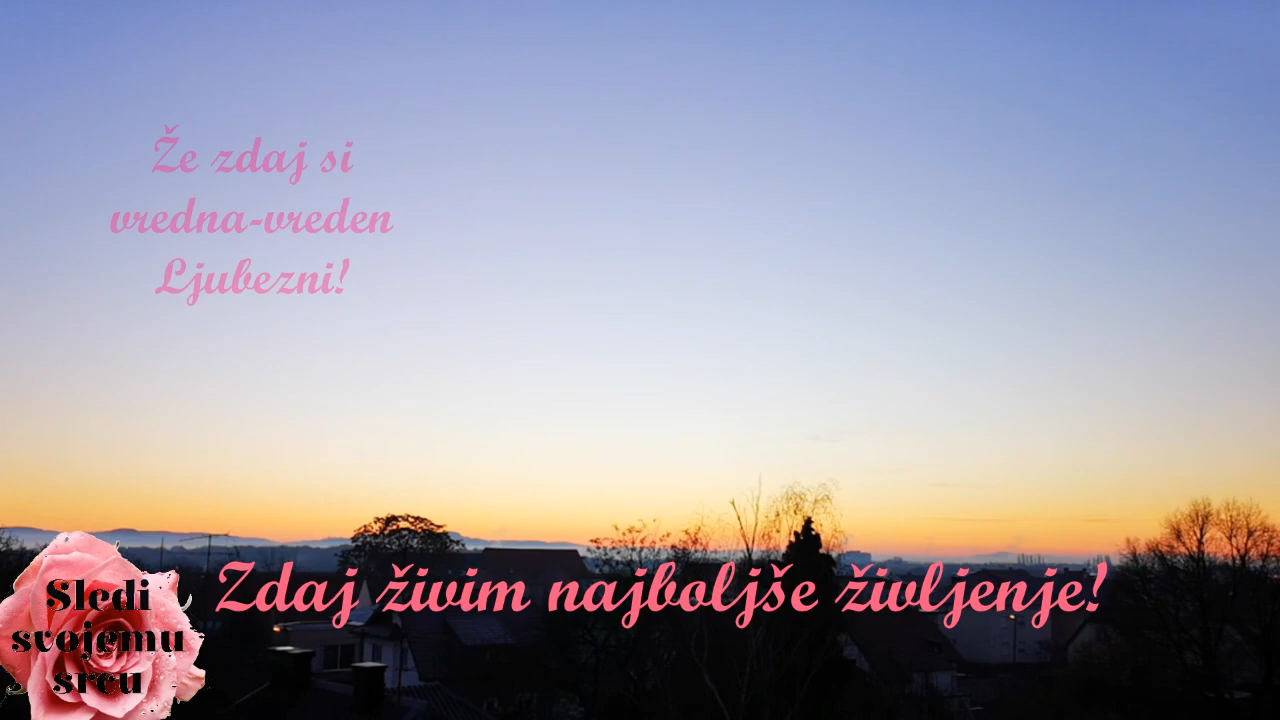 Že zdaj si
vredna-vreden
Ljubezni!
Zdaj živim najboljše življenje!
Sledi
svojemu
srcu